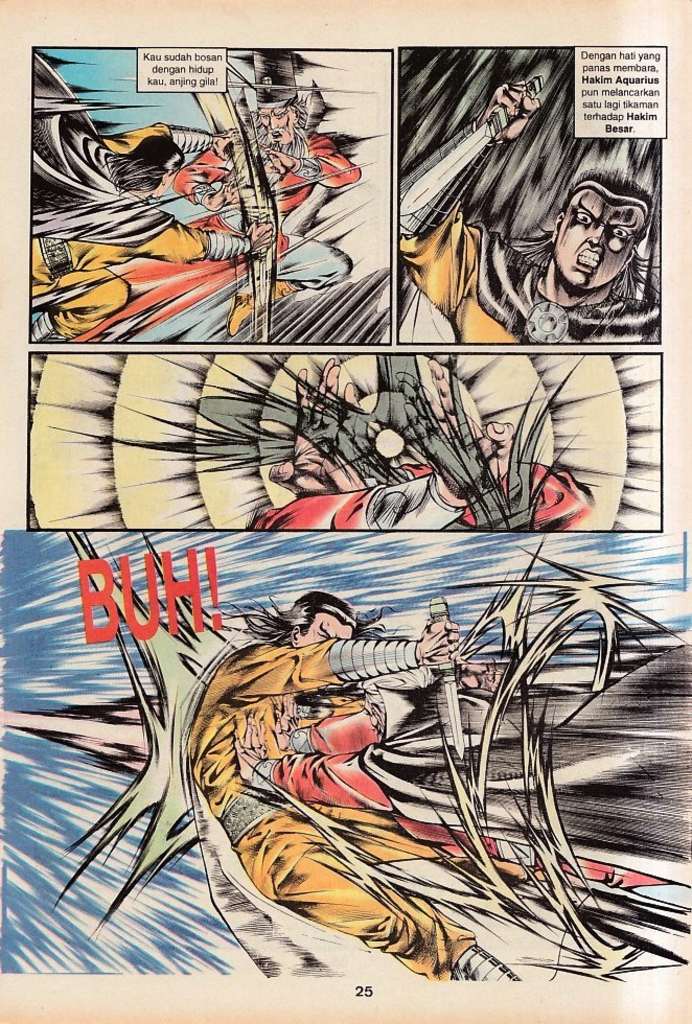 Kau sudah bosan
dengan hidup
kau, anjing gila!
Dengan hati yang
panas membara,
Hakim Aquarius
pun melancarkan
satu lagi tikaman
terhadap Hakim
Besar.
BUH!
25